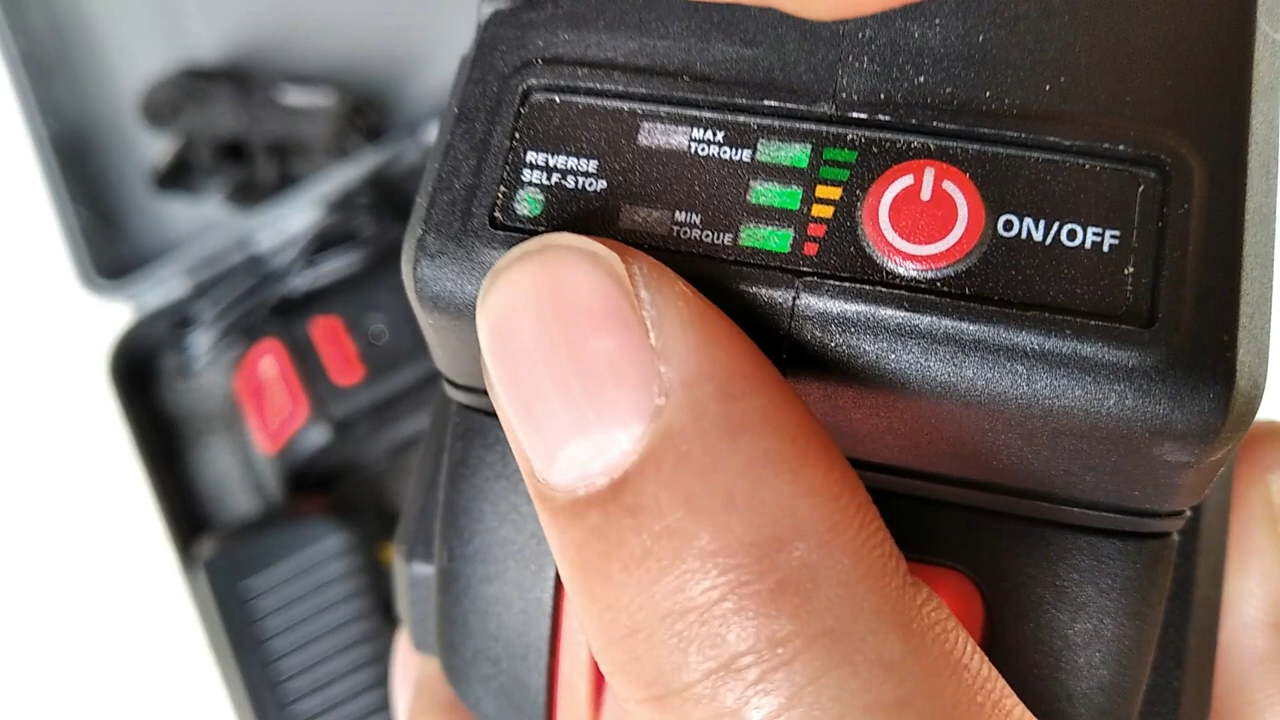 REVERSE
SELF-STOP
MAX
TORQUE
MIN
TORQUE
ON/OFF